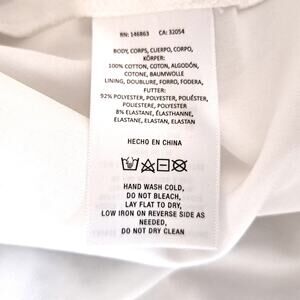 RN: 146863 CA: 32054
BODY, CORPS, CUERPO, CORPO,
KÖRPER:
100% COTTON, COTON, ALGODÓN,
COTONE, BAUMWOLLE
LINING, DOUBLURE, FORRO, FODERA,
FUTTER:
92% POLYESTER, POLYESTER, POLIÉSTER,
POLIESTERE, POLYESTER
8% ELASTANE, ÉLASTHANNE,
ELASTANE, ELASTAN, ELASTAN
HECHO EN CHINA
HAND WASH COLD,
DO NOT BLEACH,
LAY FLAT TO DRY,
LOW IRON ON REVERSE SIDE AS
NEEDED,
DO NOT DRY CLEAN